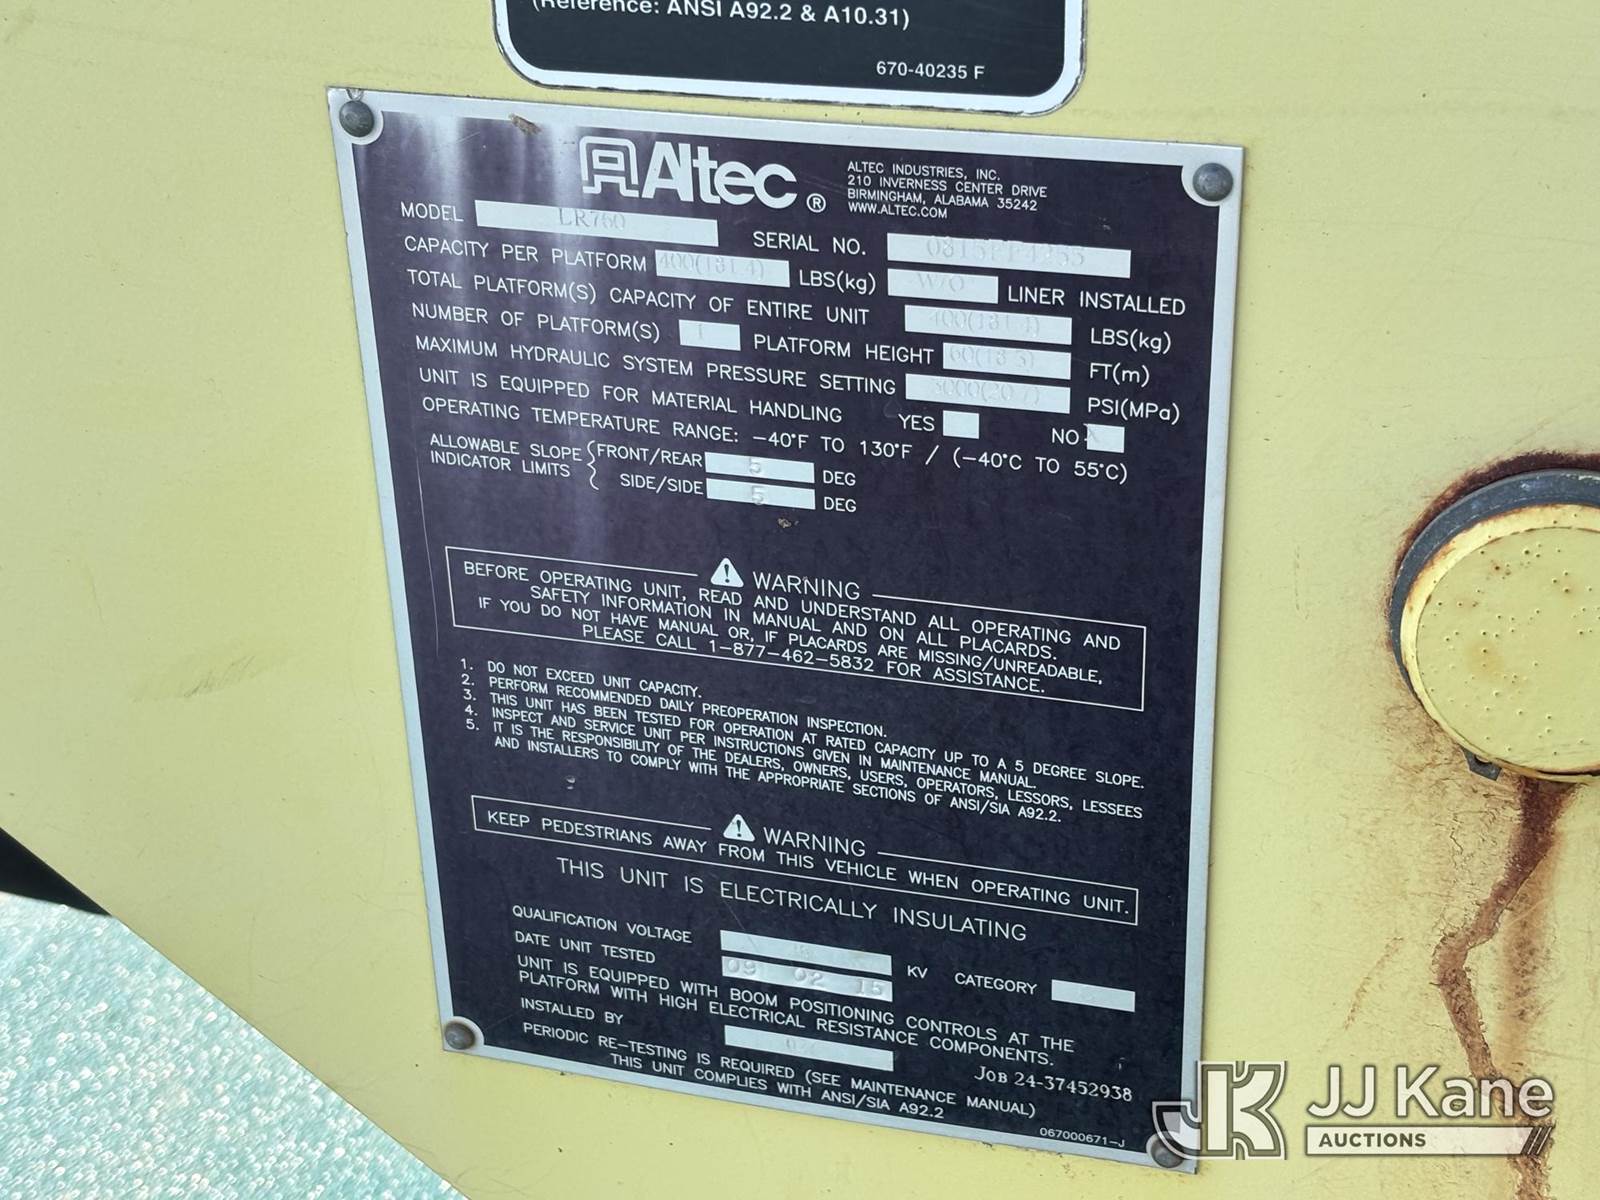 (Reference: ANSI A92.2 & A10.31)
670-40235 F
Altec ®
ALTEC INDUSTRIES, INC.
210 INVERNESS CENTER DRIVE
BIRMINGHAM, ALABAMA 35242
WWW.ALTEC.COM
MODEL LR760 SERIAL NO.
CAPACITY PER PLATFORM 400(181.4) LBS(kg) W/O LINER INSTALLED
TOTAL PLATFORM(S) CAPACITY OF ENTIRE UNIT 400(181.4) LBS(kg)
NUMBER OF PLATFORM(S) 1 PLATFORM HEIGHT 60(18.3) FT(m)
MAXIMUM HYDRAULIC SYSTEM PRESSURE SETTING 3000(20.7) PSI(MPa)
UNIT IS EQUIPPED FOR MATERIAL HANDLING YES NO X
OPERATING TEMPERATURE RANGE: -40°F TO 130°F / (-40°C TO 55°C)
ALLOWABLE SLOPE INDICATOR LIMITS
FRONT/REAR 5 DEG
SIDE/SIDE 5 DEG
WARNING
BEFORE OPERATING UNIT, READ AND UNDERSTAND ALL OPERATING AND
SAFETY INFORMATION IN MANUAL AND ON ALL PLACARDS.
IF YOU DO NOT HAVE MANUAL OR, IF PLACARDS ARE MISSING/UNREADABLE,
PLEASE CALL 1-877-462-5832 FOR ASSISTANCE.
1. DO NOT EXCEED UNIT CAPACITY.
2. PERFORM RECOMMENDED DAILY PREOPERATION INSPECTION.
3. THIS UNIT HAS BEEN TESTED FOR OPERATION AT RATED CAPACITY UP TO A 5 DEGREE SLOPE.
4. INSPECT AND SERVICE UNIT PER INSTRUCTIONS GIVEN IN MAINTENANCE MANUAL.
5. IT IS THE RESPONSIBILITY OF THE DEALERS, OWNERS, USERS, OPERATORS, LESSORS, LESSEES
AND INSTALLERS TO COMPLY WITH THE APPROPRIATE SECTIONS OF ANSI/SIA A92.2.
WARNING
KEEP PEDESTRIANS AWAY FROM THIS VEHICLE WHEN OPERATING UNIT.
THIS UNIT IS ELECTRICALLY INSULATING
QUALIFICATION VOLTAGE KV CATEGORY
DATE UNIT TESTED 09 02 15
UNIT IS EQUIPPED WITH BOOM POSITIONING CONTROLS AT THE
PLATFORM WITH HIGH ELECTRICAL RESISTANCE COMPONENTS.
INSTALLED BY
PERIODIC RE-TESTING IS REQUIRED (SEE MAINTENANCE MANUAL)
THIS UNIT COMPLIES WITH ANSI/SIA A92.2
JOB 24-37452938
067000671-J
JK JJ Kane
AUCTIONS